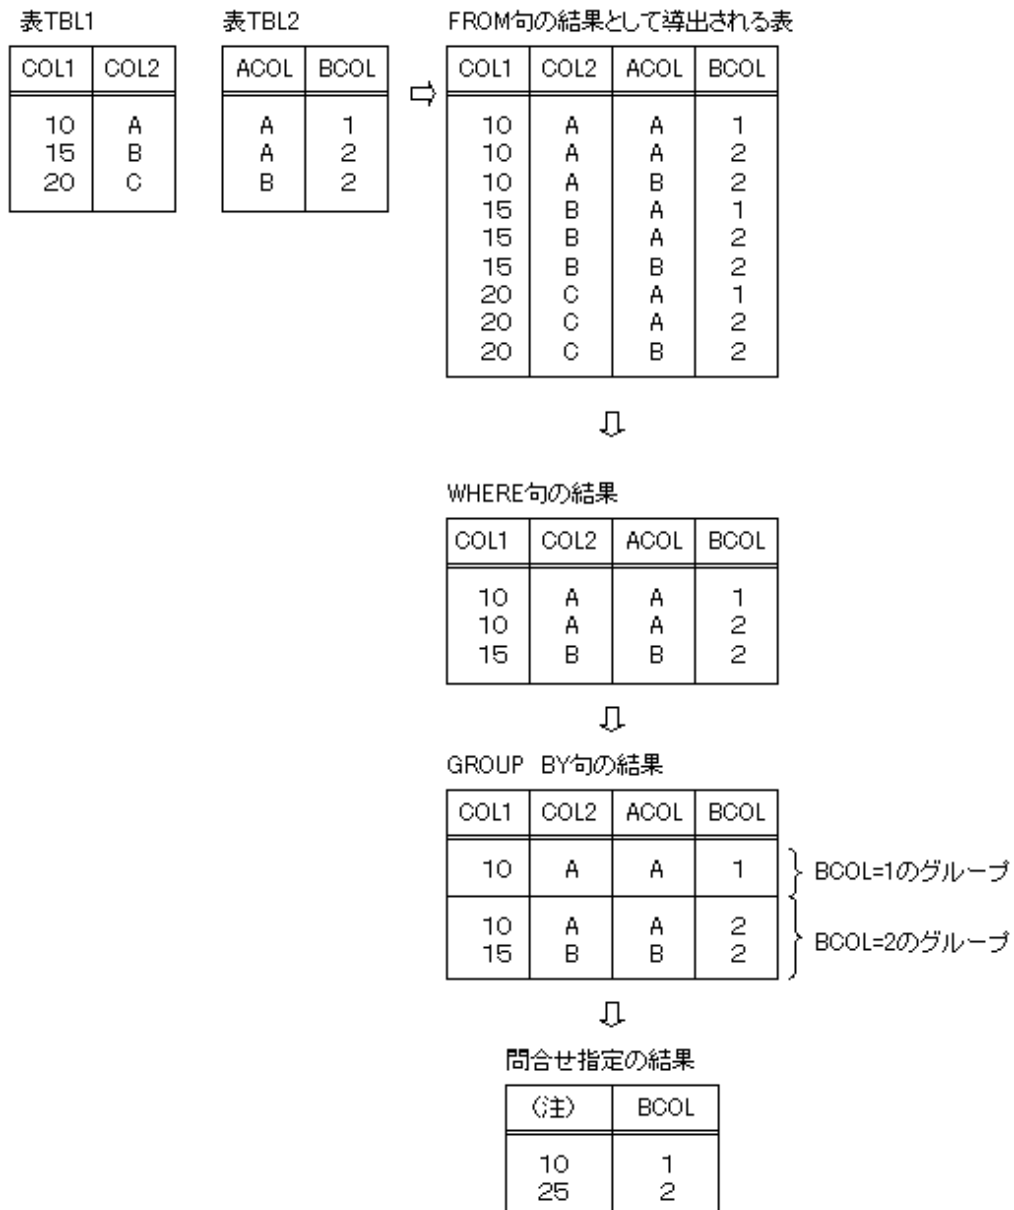 表TBL1 表TBL2 FROM句の結果として導出される表
COL1 COL2 ACOL BCOL ⇨ COL1 COL2 ACOL BCOL
10 A A 1 10 A A 1
15 B A 2 10 A A 2
20 C B 2 10 A B 2
15 B A 1
15 B A 2
15 B B 2
20 C A 1
20 C A 2
20 C B 2
WHERE句の結果
COL1 COL2 ACOL BCOL
10 A A 1
10 A A 2
15 B B 2
GROUP BY句の結果
COL1 COL2 ACOL BCOL
10 A A 1 BCOL=1のグループ
10 A A 2
15 B B 2 BCOL=2のグループ
問合せ指定の結果
(注) BCOL
10 1
25 2